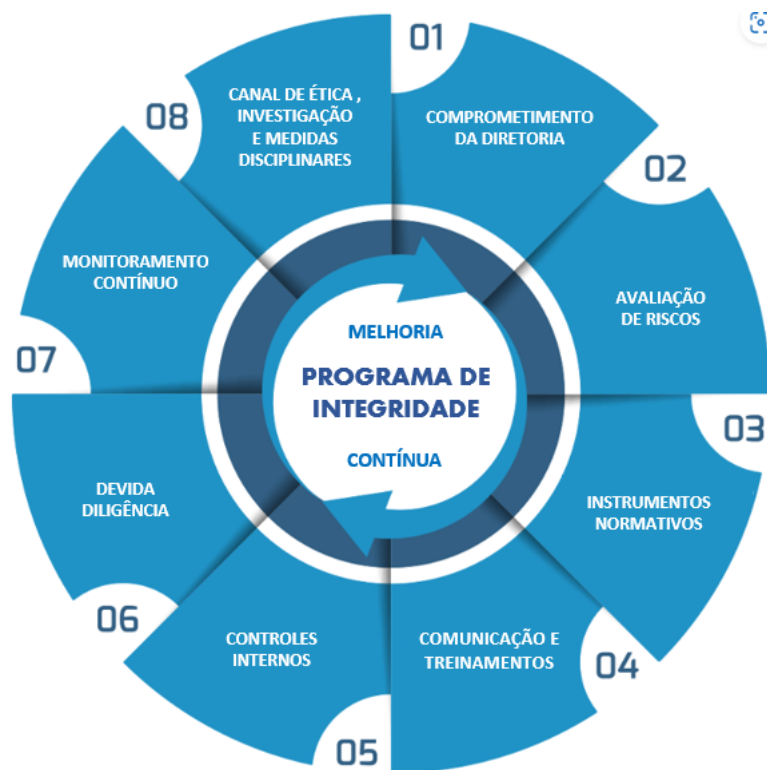 01
COMPROMETIMENTO
DA DIRETORIA
02
AVALIAÇÃO
DE RISCOS
03
INSTRUMENTOS
NORMATIVOS
04
COMUNICAÇÃO E
TREINAMENTOS
05
CONTROLES
INTERNOS
06
DEVIDA
DILIGÊNCIA
07
MONITORAMENTO
CONTÍNUO
08
CANAL DE ÉTICA ,
INVESTIGAÇÃO
E MEDIDAS
DISCIPLINARES
MELHORIA
PROGRAMA DE
INTEGRIDADE
CONTÍNUA